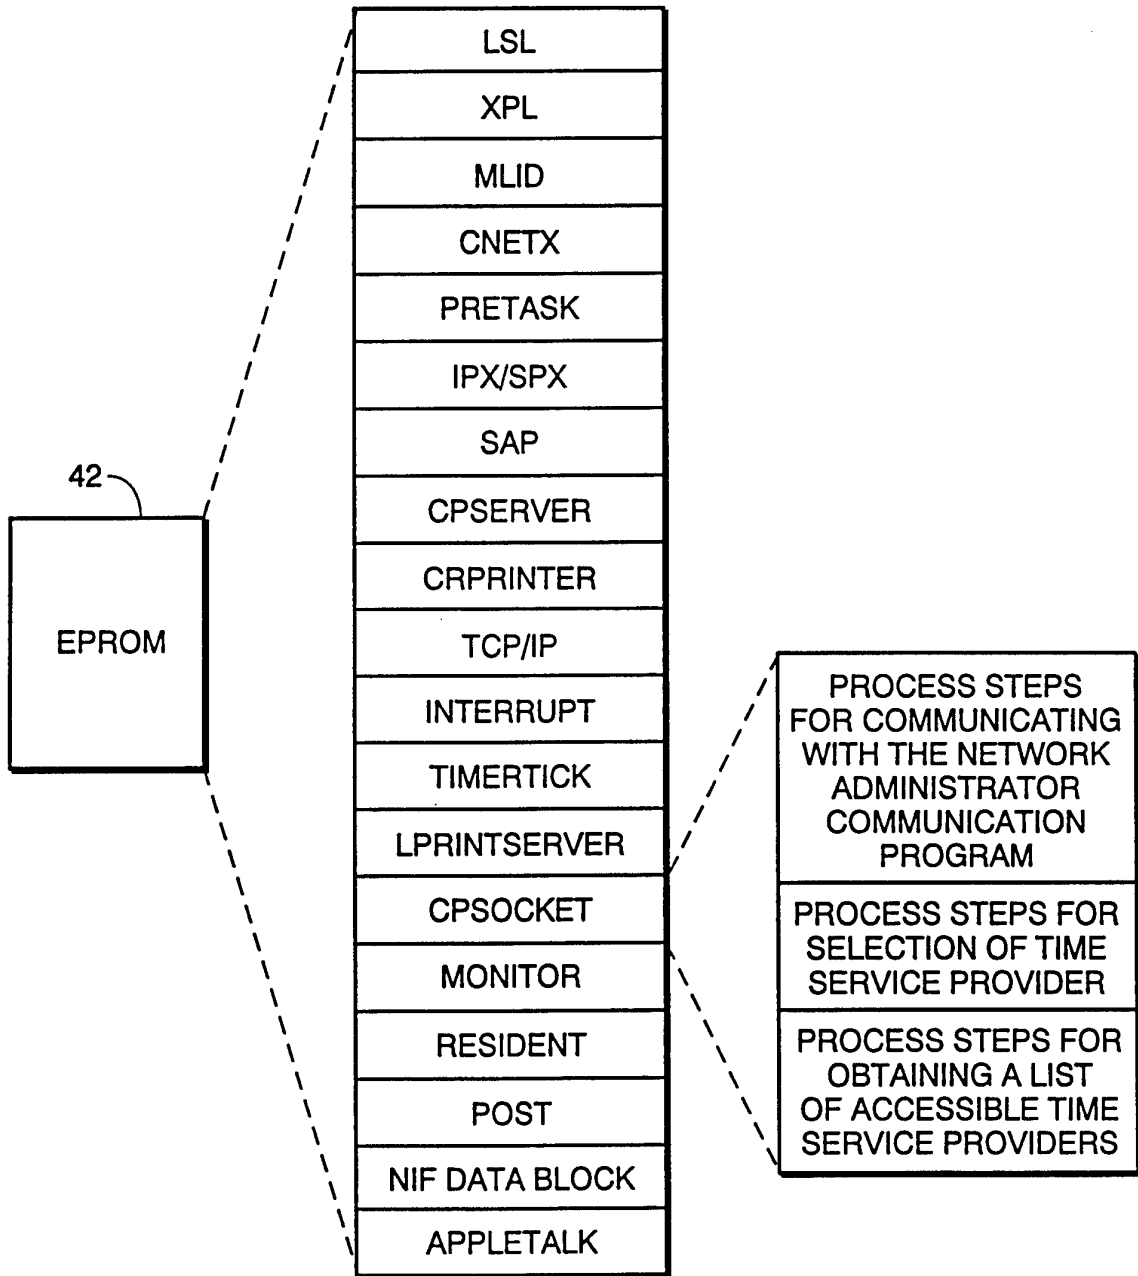 LSL
XPL
MLID
CNETX
PRETASK
IPX/SPX
SAP
42
CPSERVER
CRPRINTER
EPROM
TCP/IP
INTERRUPT
TIMERTICK
LPRINTSERVER
CPSOCKET
MONITOR
RESIDENT
POST
NIF DATA BLOCK
APPLETALK
PROCESS STEPS
FOR COMMUNICATING
WITH THE NETWORK
ADMINISTRATOR
COMMUNICATION
PROGRAM
PROCESS STEPS FOR
SELECTION OF TIME
SERVICE PROVIDER
PROCESS STEPS FOR
OBTAINING A LIST
OF ACCESSIBLE TIME
SERVICE PROVIDERS